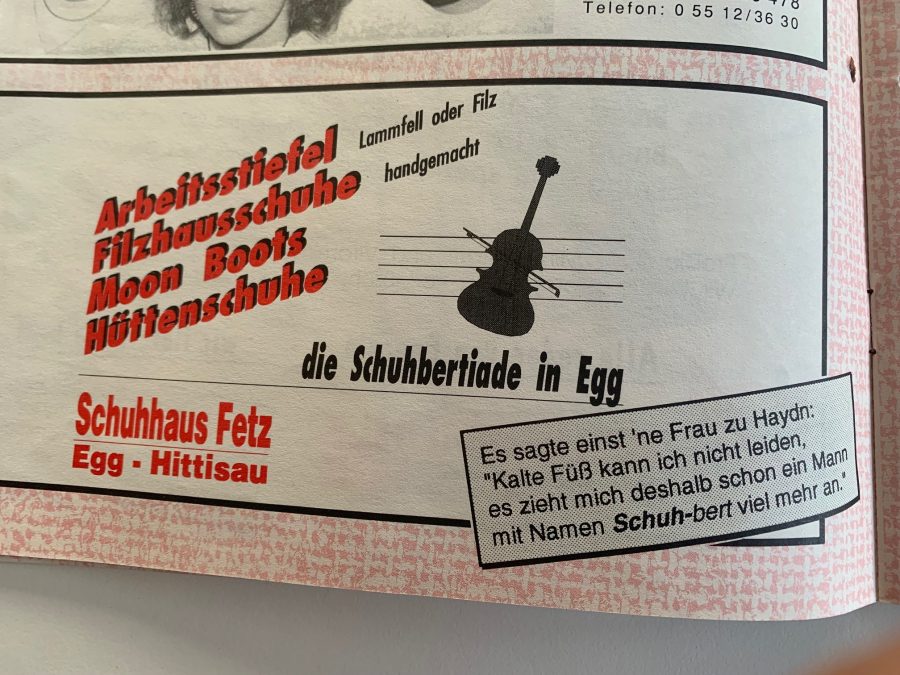 478
Telefon: 0 55 12/36 30
Lammfell oder Filz
handgemacht
Arbeitsstiefel
Filzhausschuhe
Moon Boots
Hüttenschuhe
die Schuhbertiade in Egg
Schuhhaus Fetz
Egg - Hittisau
Es sagte einst 'ne Frau zu Haydn:
"Kalte Füß kann ich nicht leiden,
es zieht mich deshalb schon ein Mann
mit Namen Schuh-bert viel mehr an."